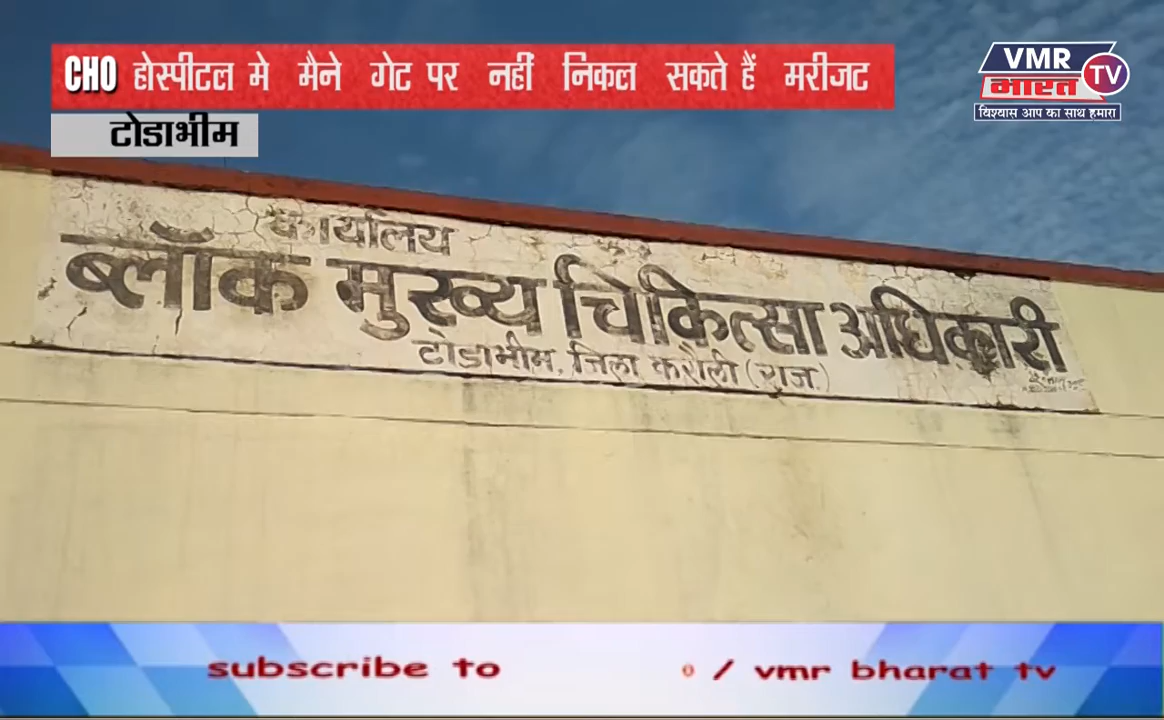 CHO होस्पीटल मे मैने गेट पर नहीं निकल सकते हैं मरीजट
टोडाभीम
VMR
भारत
TV
विश्वास आप का साथ हमारा
कार्यालय
ब्लॉक मुख्य चिकित्सा अधिकारी
टोडाभीम, जिला करौली (राज.)
subscribe to / vmr bharat tv